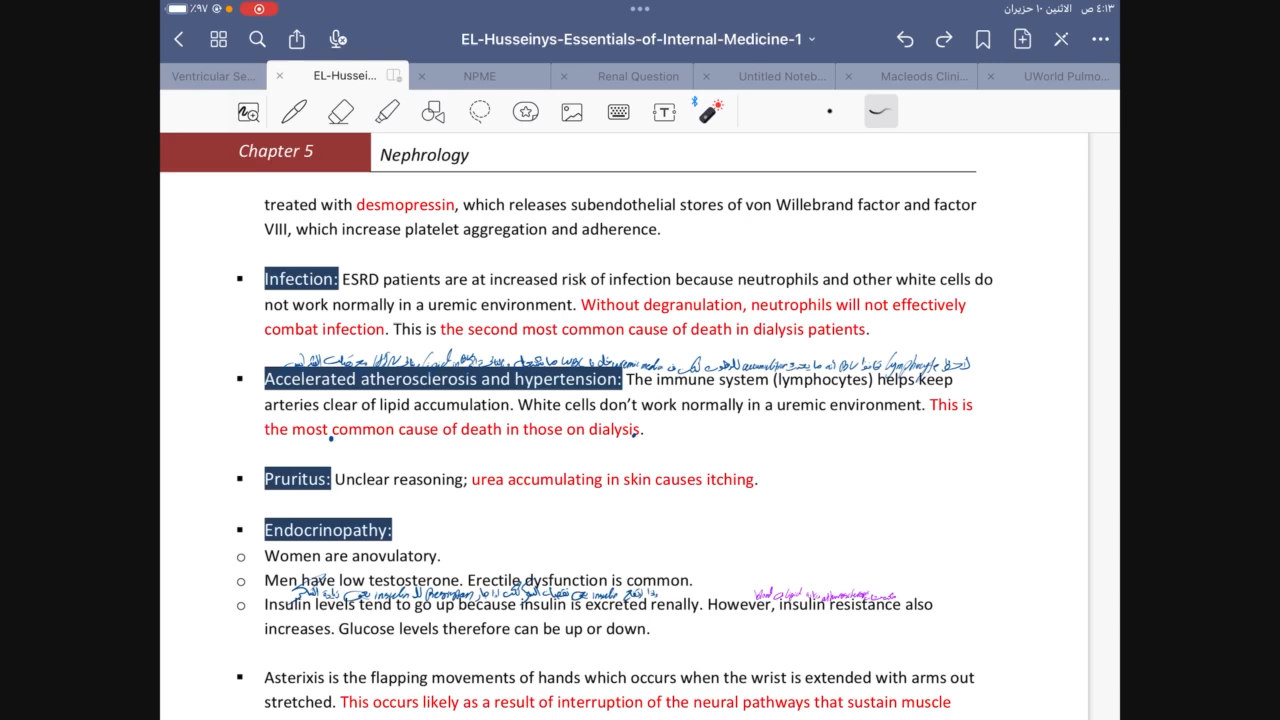 ٤:١٣ ص الاثنين ١٠ حزيران
٪٩٧
EL-Husseinys-Essentials-of-Internal-Medicine-1
Ventricular Se...
EL-Hussei...
NPME
Renal Question
Untitled Noteb...
Macleods Clini...
UWorld Pulmo...
Chapter 5
Nephrology
treated with desmopressin, which releases subendothelial stores of von Willebrand factor and factor
VIII, which increase platelet aggregation and adherence.
▪ Infection: ESRD patients are at increased risk of infection because neutrophils and other white cells do
not work normally in a uremic environment. Without degranulation, neutrophils will not effectively
combat infection. This is the second most common cause of death in dialysis patients.
▪ Accelerated atherosclerosis and hypertension: The immune system (lymphocytes) helps keep
arteries clear of lipid accumulation. White cells don’t work normally in a uremic environment. This is
the most common cause of death in those on dialysis.
▪ Pruritus: Unclear reasoning; urea accumulating in skin causes itching.
▪ Endocrinopathy:
o Women are anovulatory.
o Men have low testosterone. Erectile dysfunction is common.
o Insulin levels tend to go up because insulin is excreted renally. However, insulin resistance also
increases. Glucose levels therefore can be up or down.
▪ Asterixis is the flapping movements of hands which occurs when the wrist is extended with arms out
stretched. This occurs likely as a result of interruption of the neural pathways that sustain muscle